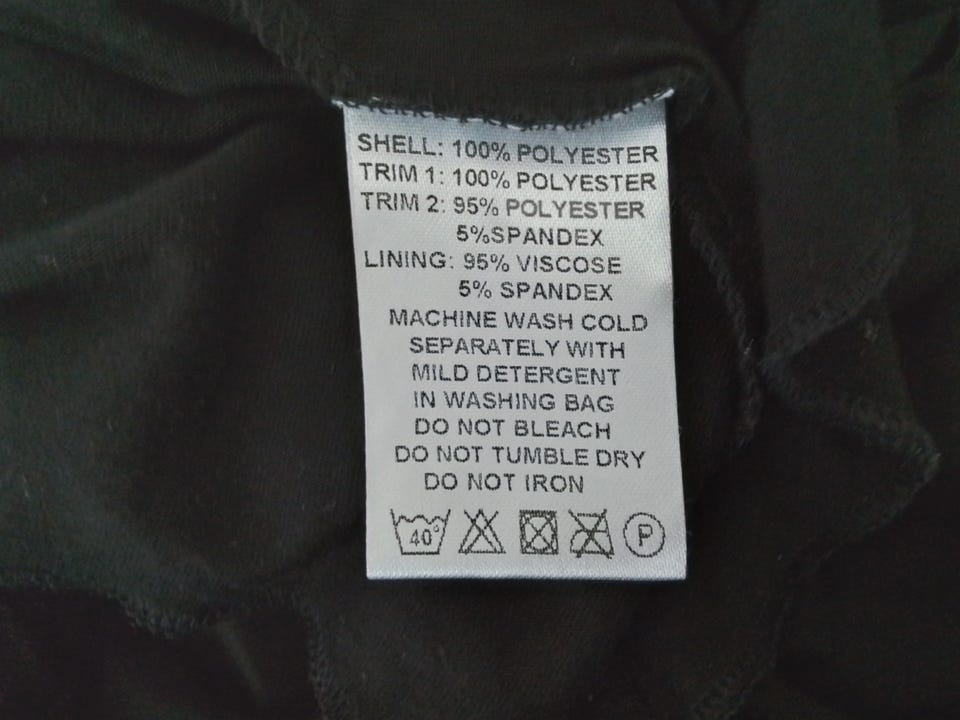 SHELL: 100% POLYESTER
TRIM 1: 100% POLYESTER
TRIM 2: 95% POLYESTER
5%SPANDEX
LINING: 95% VISCOSE
5% SPANDEX
MACHINE WASH COLD
SEPARATELY WITH
MILD DETERGENT
IN WASHING BAG
DO NOT BLEACH
DO NOT TUMBLE DRY
DO NOT IRON
40° P